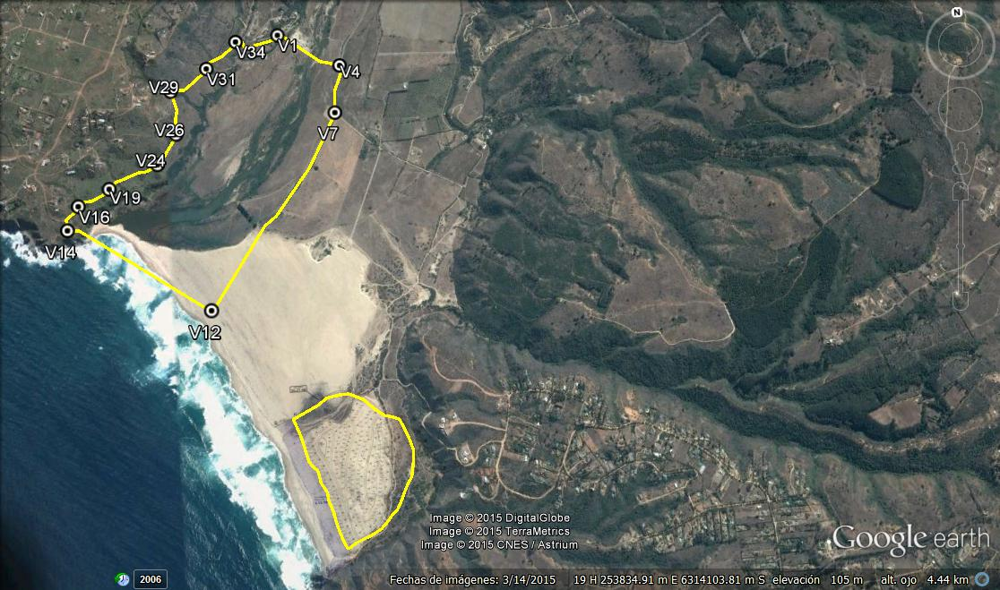 N
V34
V1
V31
V4
V29
V7
V26
V24
V19
V16
V14
V12
Image © 2015 DigitalGlobe
Image © 2015 TerraMetrics
Image © 2015 CNES / Astrium
Google earth
2006
Fechas de imágenes: 3/14/2015 19 H 253834.91 m E 6314103.81 m S elevación 105 m alt. ojo 4.44 km